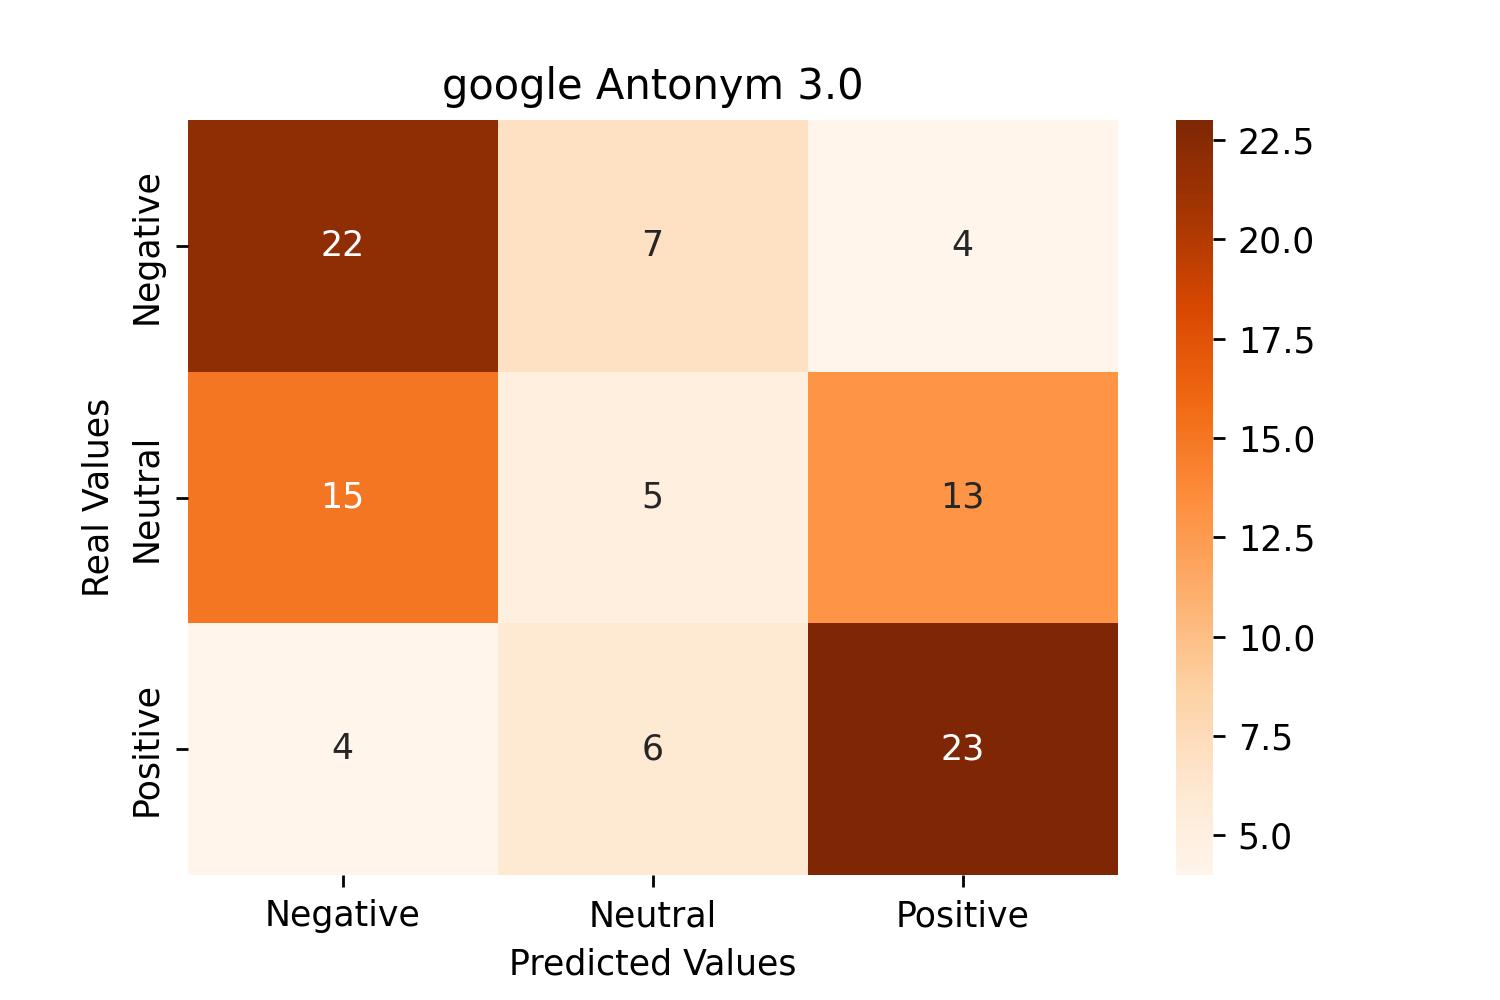 google Antonym 3.0
Real Values
Negative
22 7 4
Neutral
15 5 13
Positive
4 6 23
Negative Neutral Positive
Predicted Values
22.5
20.0
17.5
15.0
12.5
10.0
7.5
5.0